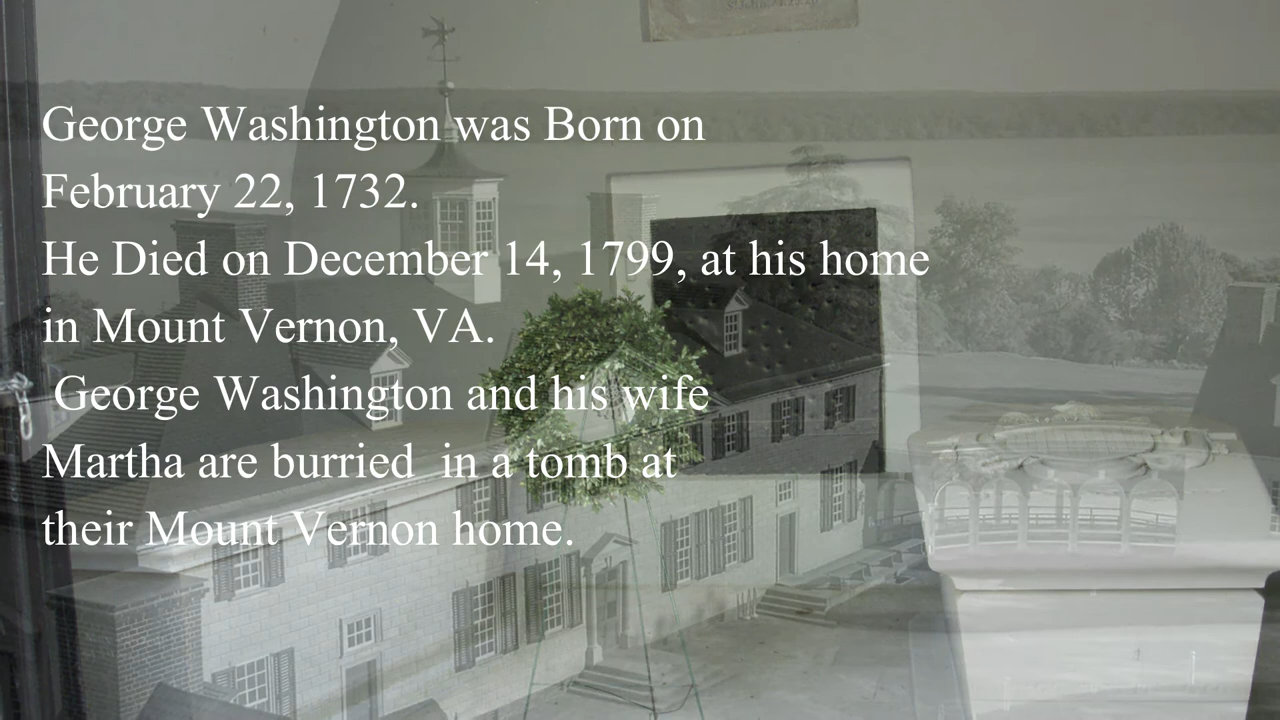 George Washington was Born on
February 22, 1732.
He Died on December 14, 1799, at his home
in Mount Vernon, VA.
George Washington and his wife
Martha are burried  in a tomb at
their Mount Vernon home.